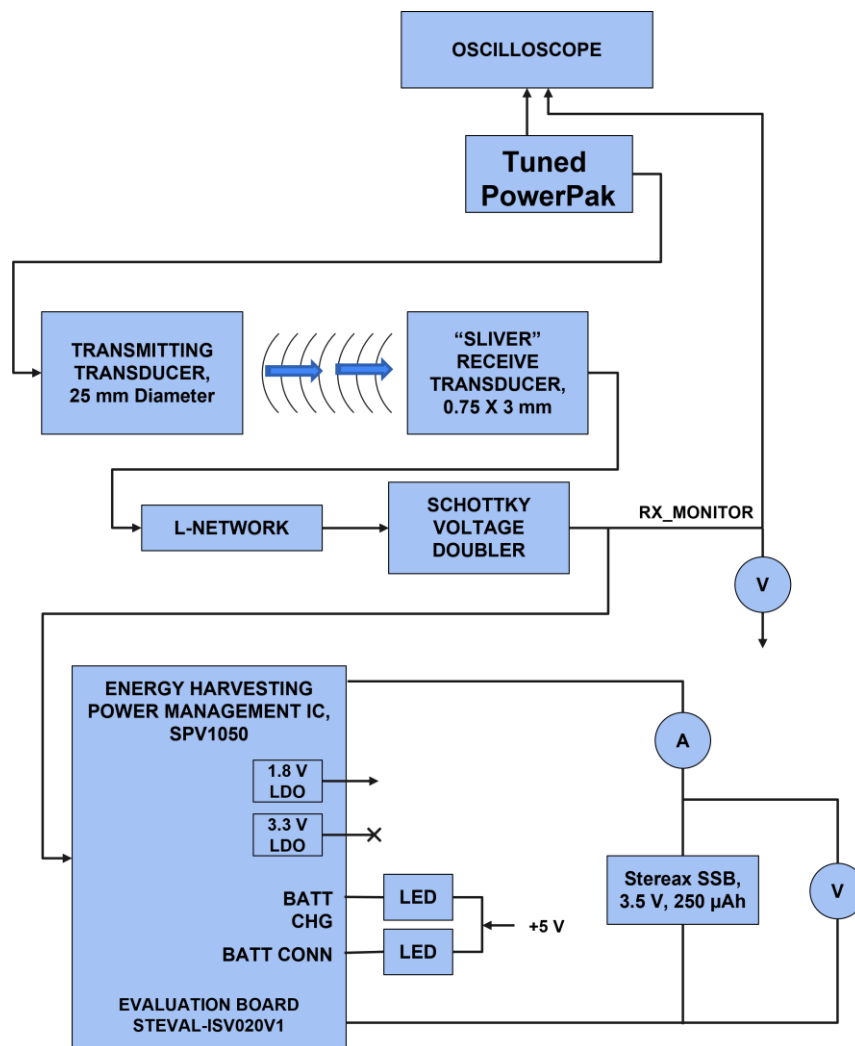 OSCILLOSCOPE
Tuned
PowerPak
TRANSMITTING
TRANSDUCER,
25 mm Diameter
“SLIVER”
RECEIVE
TRANSDUCER,
0.75 X 3 mm
L-NETWORK
SCHOTTKY
VOLTAGE
DOUBLER
RX_MONITOR
V
ENERGY HARVESTING
POWER MANAGEMENT IC,
SPV1050
1.8 V
LDO
3.3 V
LDO
BATT
CHG
LED
BATT CONN
LED
+5 V
A
Stereax SSB,
3.5 V, 250 µAh
V
EVALUATION BOARD
STEVAL-ISV020V1